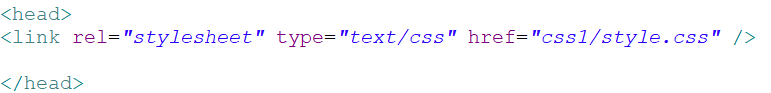 <head>
<link rel="stylesheet" type="text/css" href="css1/style.css" />
</head>